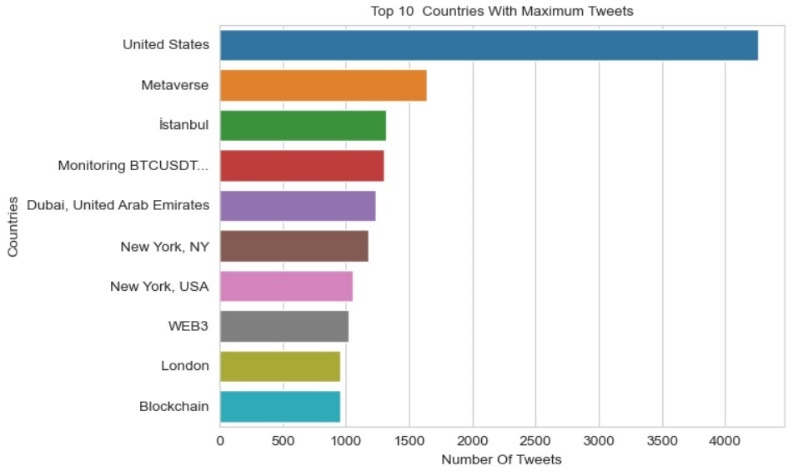 Top 10  Countries With Maximum Tweets
United States
Metaverse
İstanbul
Monitoring BTCUSDT...
Dubai, United Arab Emirates
New York, NY
New York, USA
WEB3
London
Blockchain
Countries
0 500 1000 1500 2000 2500 3000 3500 4000
Number Of Tweets